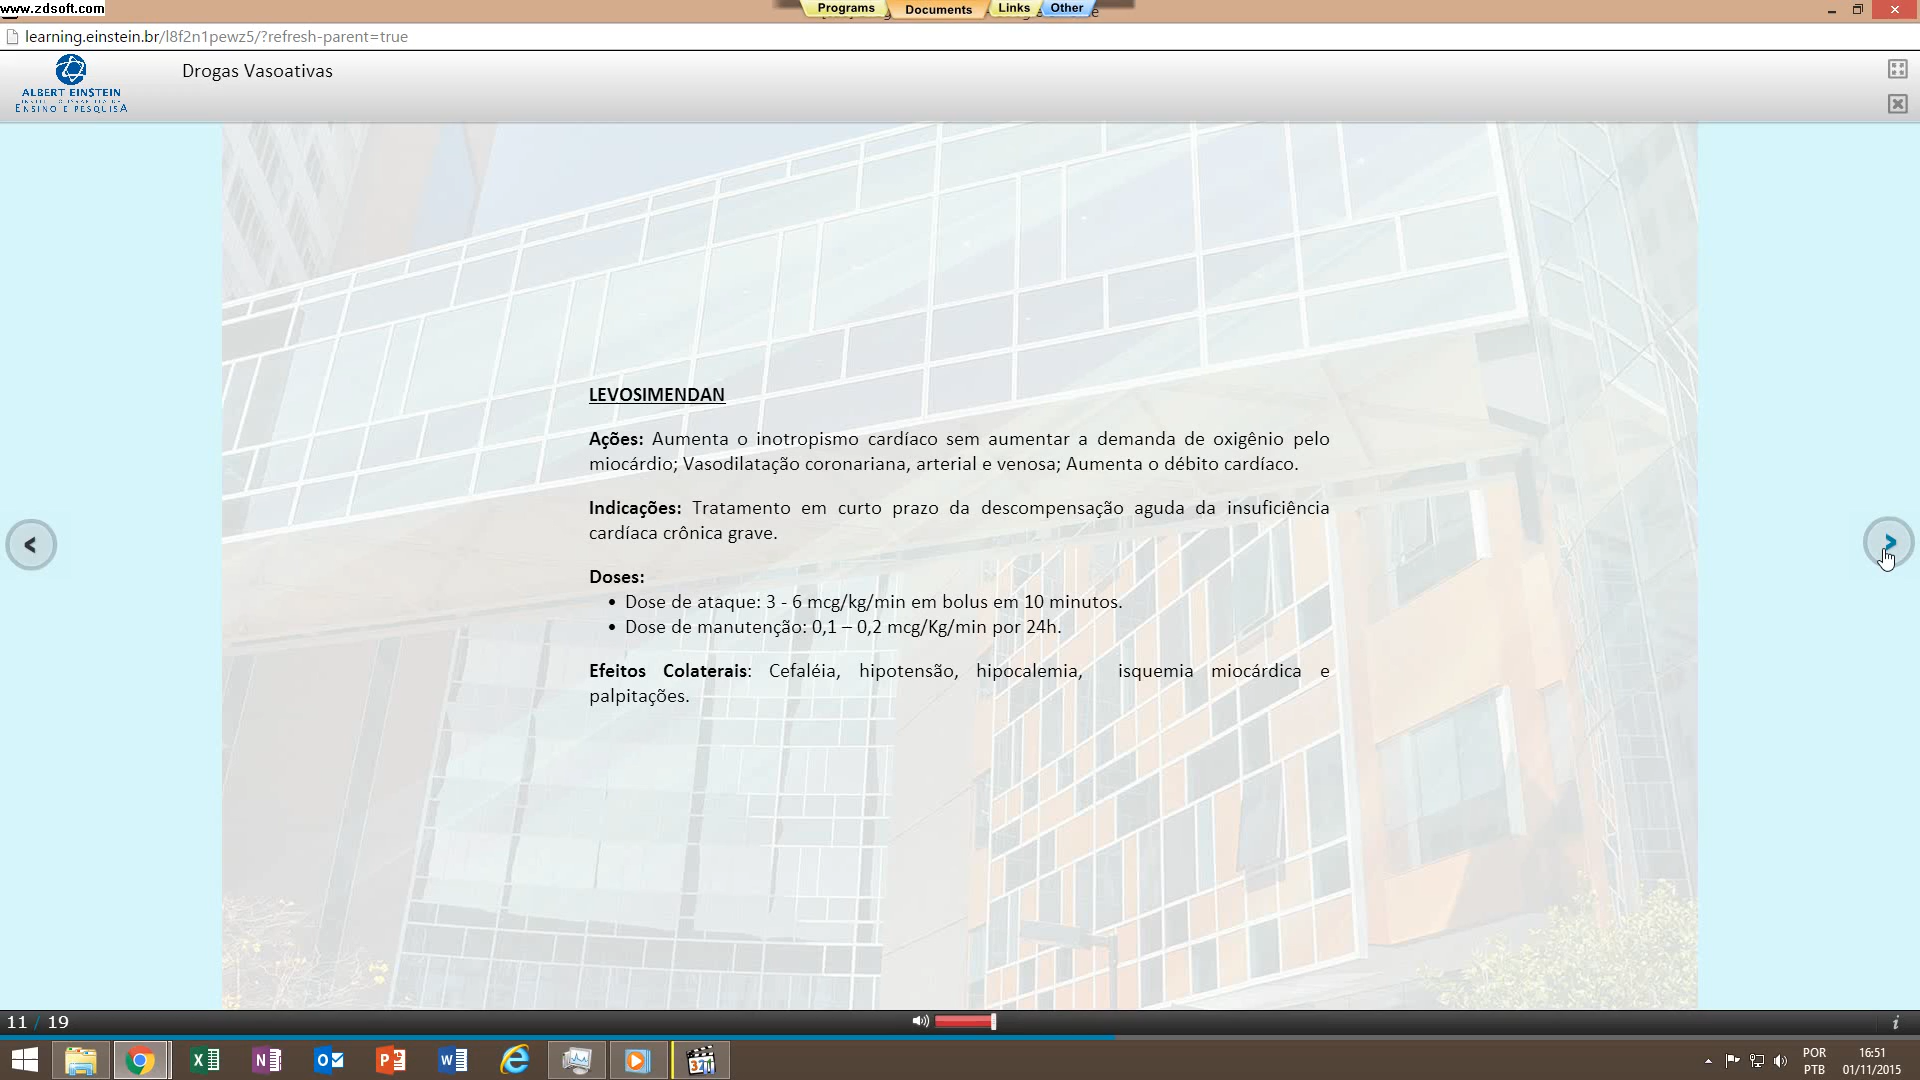 www.zdsoft.com
Programs
Documents
Links
Other
learning.einstein.br/l8f2n1pewz5/?refresh-parent=true
Drogas Vasoativas
ALBERT EINSTEIN
ENSINO E PESQUISA
LEVOSIMENDAN
Ações: Aumenta o inotropismo cardíaco sem aumentar a demanda de oxigênio pelo
miocárdio; Vasodilatação coronariana, arterial e venosa; Aumenta o débito cardíaco.
Indicações: Tratamento em curto prazo da descompensação aguda da insuficiência
cardíaca crônica grave.
Doses:
• Dose de ataque: 3 - 6 mcg/kg/min em bolus em 10 minutos.
• Dose de manutenção: 0,1 – 0,2 mcg/Kg/min por 24h.
Efeitos Colaterais: Cefaléia, hipotensão, hipocalemia, isquemia miocárdica e
palpitações.
11 / 19
i
321
POR
PTB
16:51
01/11/2015